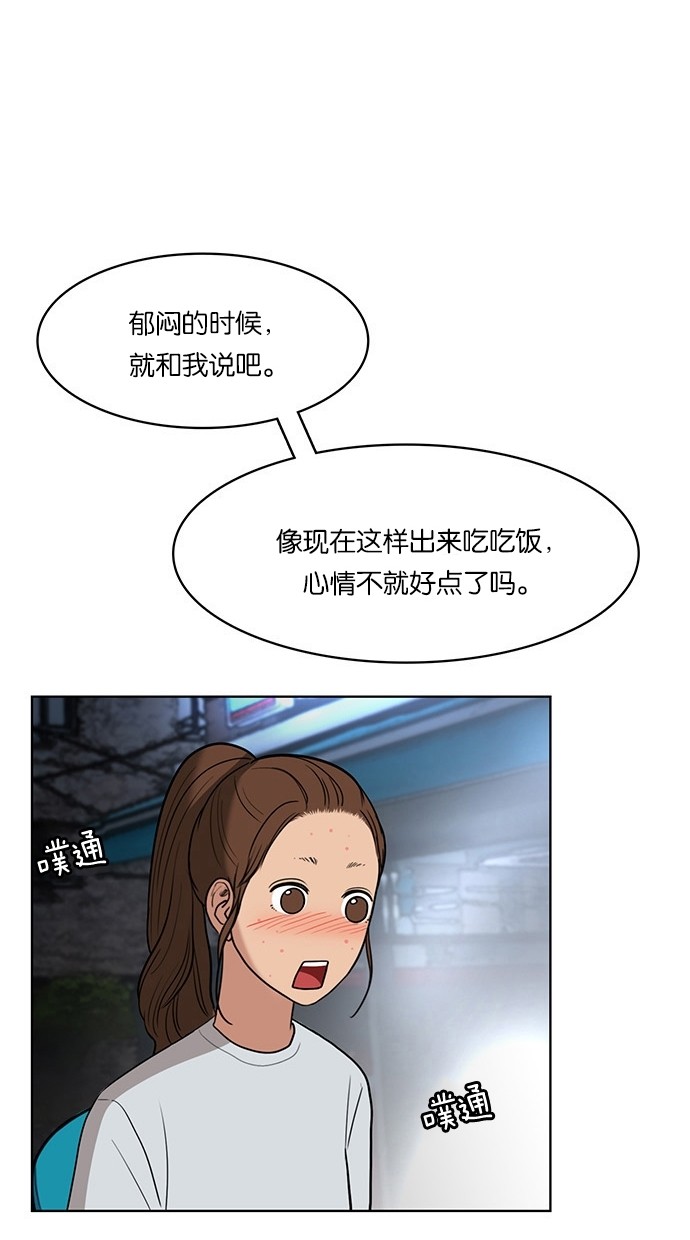 郁闷的时候，
就和我说吧。
像现在这样出来吃吃饭，
心情不就好点了吗。
噗通
噗通